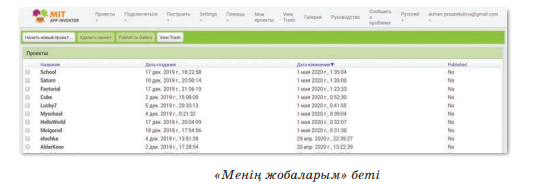 MIT APP INVENTOR
Проекты Подключиться Построить Settings Помощь Мои проекты View Trash Галерея Руководства Сообщить о проблеме Русский
Начать новый проект ... Удалить проект Publish to Gallery View Trash
Проекты
Название Дата создания Дата изменения▼ Published
School 17 дек. 2019 г., 18:22:58 1 мая 2020 г., 1:35:04 No
Saturn 10 дек. 2019 г., 20:50:14 1 мая 2020 г., 1:35:00 No
Factorial 17 дек. 2019 г., 21:06:19 1 мая 2020 г., 1:23:33 No
Cube 2 дек. 2019 г., 15:08:00 1 мая 2020 г., 0:52:30 No
Lucky7 5 дек. 2019 г., 20:33:13 1 мая 2020 г., 0:41:55 No
Myschool 4 дек. 2019 г., 0:21:32 1 мая 2020 г., 0:39:04 No
HelloWorld 17 дек. 2019 г., 20:04:09 1 мая 2020 г., 0:32:07 No
Moigorod 18 дек. 2019 г., 17:54:56 1 мая 2020 г., 0:31:30 No
elochka 4 дек. 2019 г., 13:51:39 29 апр. 2020 г., 22:39:27 No
AldarKose 2 дек. 2019 г., 17:28:54 20 апр. 2020 г., 13:22:39 No
«Менің жобаларым» беті